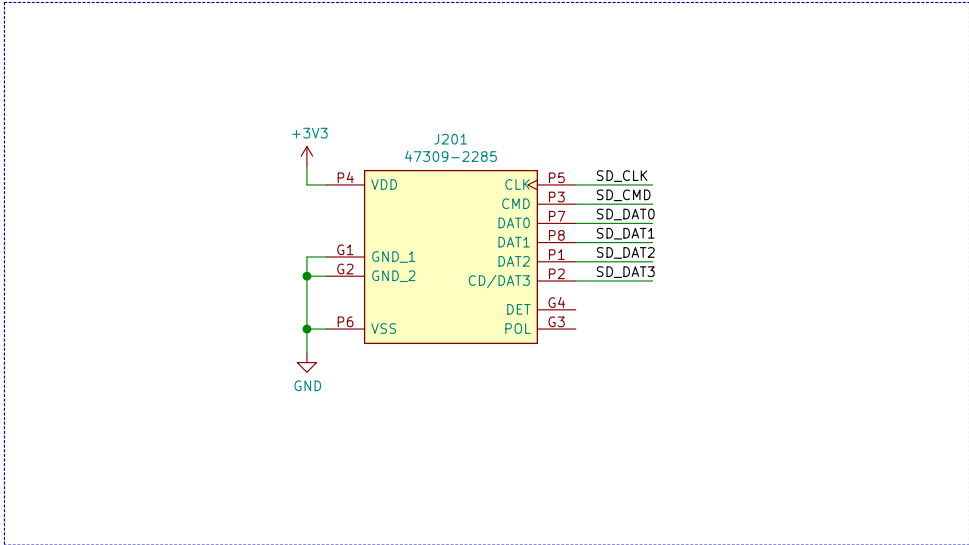 +3V3
J201
47309-2285
P4 VDD CLK P5 SD_CLK
CMD P3 SD_CMD
DAT0 P7 SD_DAT0
DAT1 P8 SD_DAT1
G1 GND_1 DAT2 P1 SD_DAT2
G2 GND_2 CD/DAT3 P2 SD_DAT3
DET G4
P6 VSS POL G3
GND